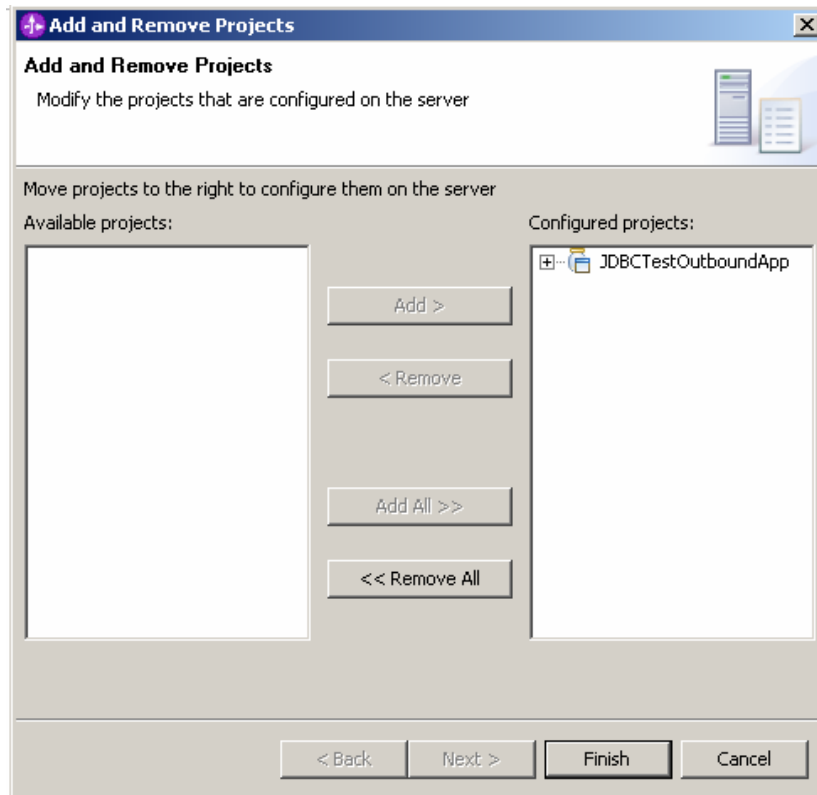 Add and Remove Projects
Add and Remove Projects
Modify the projects that are configured on the server
Move projects to the right to configure them on the server
Available projects:
Configured projects:
JDBCTestOutboundApp
Add >
< Remove
Add All >>
<< Remove All
< Back
Next >
Finish
Cancel